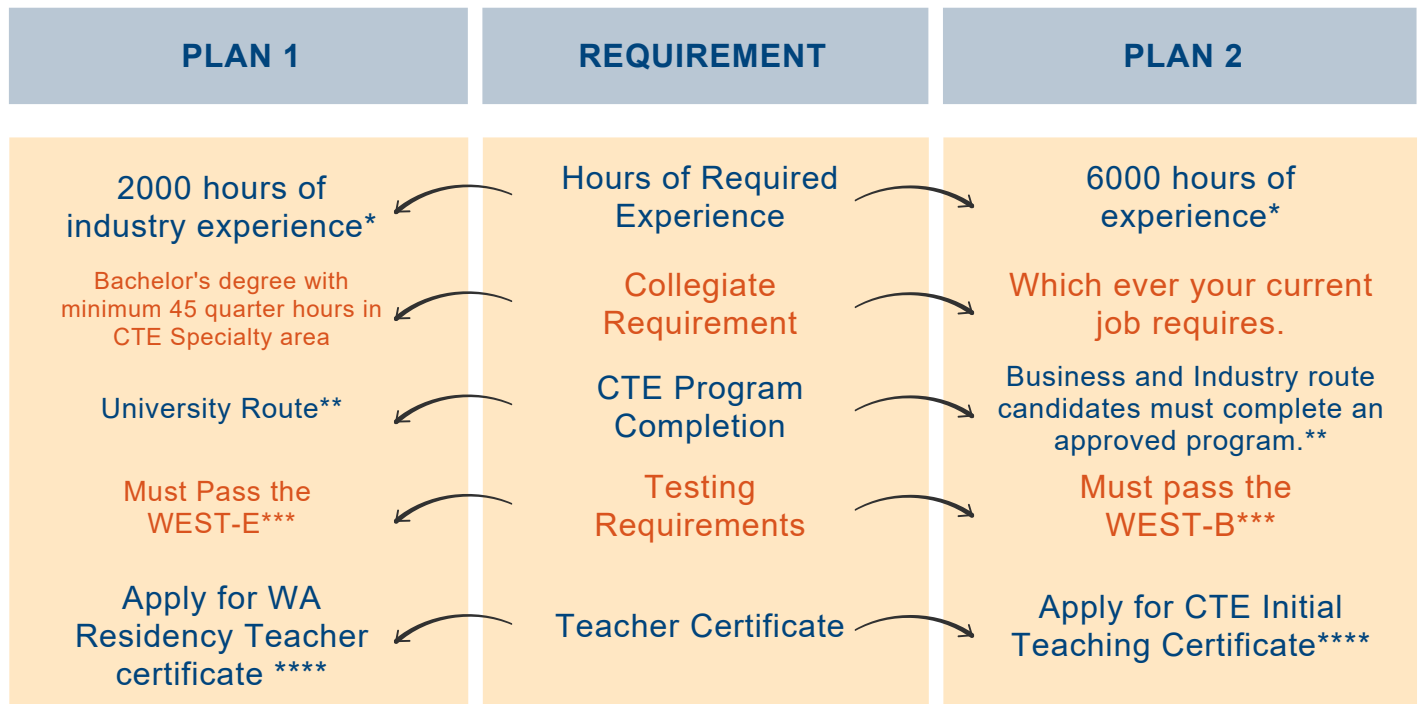 PLAN 1
REQUIREMENT
PLAN 2
2000 hours of
industry experience*
Hours of Required
Experience
6000 hours of
experience*
Bachelor's degree with
minimum 45 quarter hours in
CTE Specialty area
Collegiate
Requirement
Which ever your current
job requires.
University Route**
CTE Program
Completion
Business and Industry route
candidates must complete an
approved program.**
Must Pass the
WEST-E***
Testing
Requirements
Must pass the
WEST-B***
Apply for WA
Residency Teacher
certificate ****
Teacher Certificate
Apply for CTE Initial
Teaching Certificate****